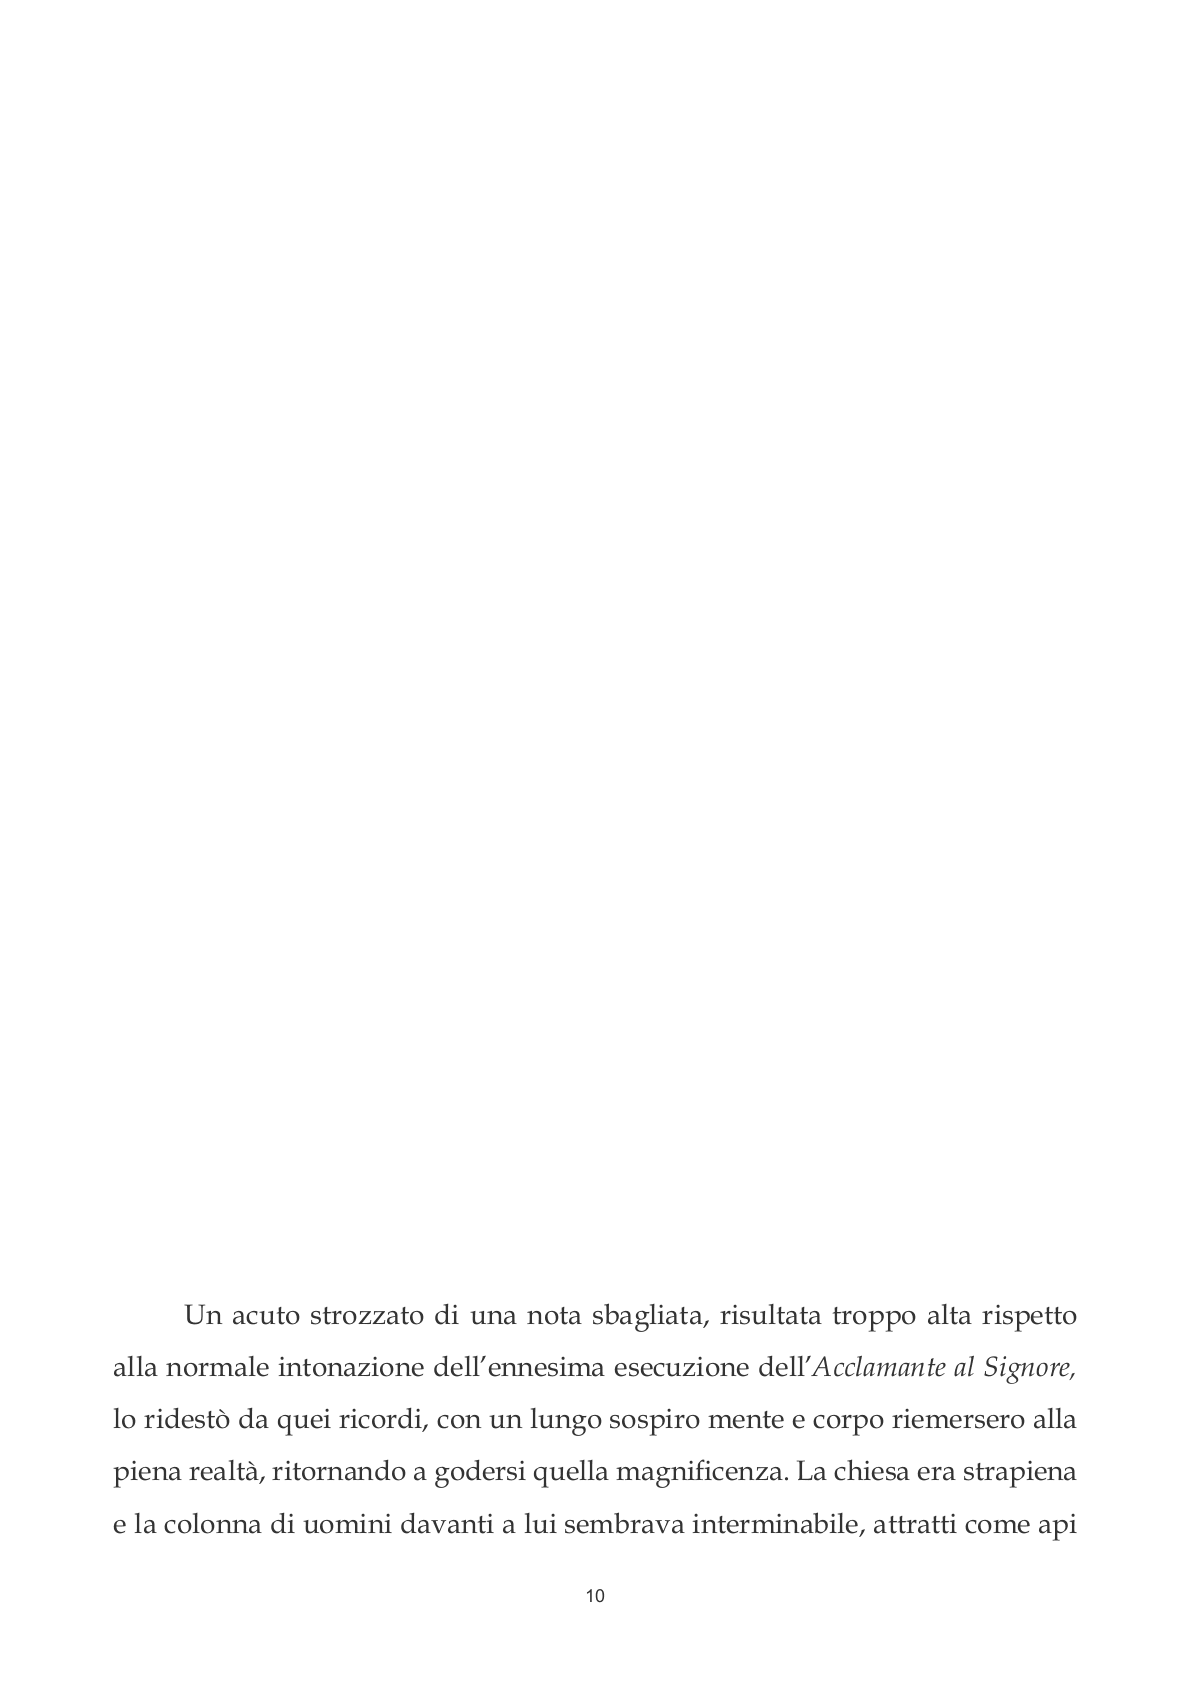 Un acuto strozzato di una nota sbagliata, risultata troppo alta rispetto
alla normale intonazione dell’ennesima esecuzione dell’Acclamante al Signore,
lo ridestò da quei ricordi, con un lungo sospiro mente e corpo riemersero alla
piena realtà, ritornando a godersi quella magnificenza. La chiesa era strapiena
e la colonna di uomini davanti a lui sembrava interminabile, attratti come api
10